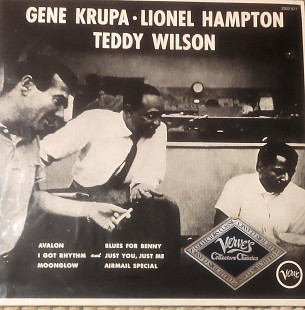 GENE KRUPA · LIONEL HAMPTON
TEDDY WILSON
AVALON
I GOT RHYTHM
MOONGLOW
and
BLUES FOR BENNY
JUST YOU, JUST ME
AIRMAIL SPECIAL
Verve's
Collectors Classics
Verve